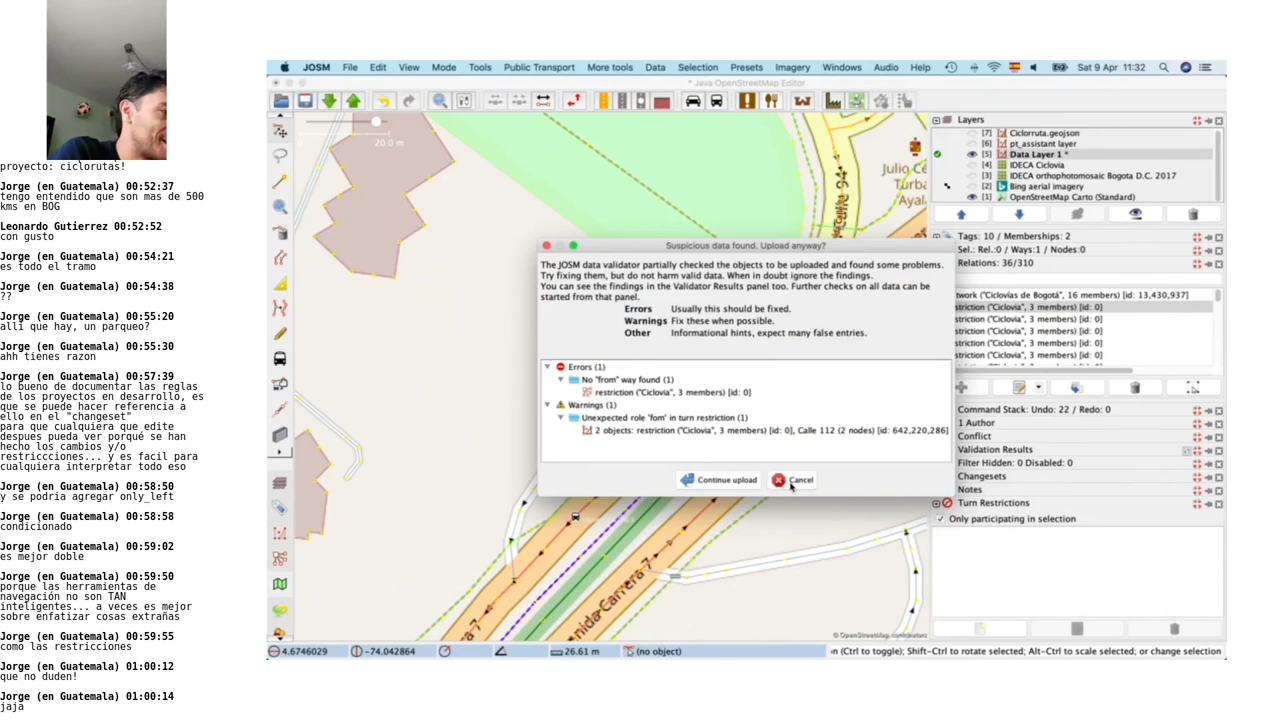 proyecto: ciclorutas!
Jorge (en Guatemala) 00:52:37
tengo entendido que son mas de 500
kms en BOG
Leonardo Gutierrez 00:52:52
con gusto
Jorge (en Guatemala) 00:54:21
es todo el tramo
Jorge (en Guatemala) 00:54:38
??
Jorge (en Guatemala) 00:55:20
alli que hay, un parqueo?
Jorge (en Guatemala) 00:55:30
ahh tienes razon
Jorge (en Guatemala) 00:57:39
lo bueno de documentar las reglas
de los proyectos en desarrollo, es
que se puede hacer referencia a
ello en el "changeset"
para que cualquiera que edite
despues pueda ver porqué se han
hecho los cambios y/o
restriccciones... y es facil para
cualquiera interpretar todo eso
Jorge (en Guatemala) 00:58:50
y se podria agregar only_left
Jorge (en Guatemala) 00:58:58
condicionado
Jorge (en Guatemala) 00:59:02
es mejor doble
Jorge (en Guatemala) 00:59:50
porque las herramientas de
navegación no son TAN
inteligentes... a veces es mejor
sobre enfatizar cosas extrañas
Jorge (en Guatemala) 00:59:55
como las restricciones
Jorge (en Guatemala) 01:00:12
que no duden!
Jorge (en Guatemala) 01:00:14
jaja
JOSM File Edit View Mode Tools Public Transport More tools Data Selection Presets Imagery Windows Audio Help Sat 9 Apr 11:32
* Java OpenStreetMap Editor
0
20.0 m
Calle 94
Julio Cé
Turba
Ayal
Suspicious data found. Upload anyway?
The JOSM data validator partially checked the objects to be uploaded and found some problems.
Try fixing them, but do not harm valid data. When in doubt ignore the findings.
You can see the findings in the Validator Results panel too. Further checks on all data can be
started from that panel.
Errors Usually this should be fixed.
Warnings Fix these when possible.
Other Informational hints, expect many false entries.
Errors (1)
No "from" way found (1)
restriction ("Ciclovia", 3 members) [id: 0]
Warnings (1)
Unexpected role 'fom' in turn restriction (1)
2 objects: restriction ("Ciclovia", 3 members) [id: 0], Calle 112 (2 nodes) [id: 642,220,286]
Continue upload
Cancel
a 7
nida Carrera 7
© OpenStreetMap contributors
Layers
[7] Ciclorruta.geojson
[6] pt_assistant layer
[5] Data Layer 1 *
[4] IDECA Ciclovia
[3] IDECA orthophotomosaic Bogota D.C. 2017
[2] Bing aerial imagery
[1] OpenStreetMap Carto (Standard)
Tags: 10 / Memberships: 2
Sel.: Rel.:0 / Ways:1 / Nodes:0
Relations: 36/310
twork ("Ciclovías de Bogotá", 16 members) [id: 13,430,937]
striction ("Ciclovia", 3 members) [id: 0]
striction ("Ciclovia", 3 members) [id: 0]
striction ("Ciclovia", 3 members) [id: 0]
striction ("Ciclovia", 3 members) [id: 0]
striction ("Ciclovia", 3 members) [id: 0]
Command Stack: Undo: 22 / Redo: 0
1 Author
Conflict
Validation Results
Filter Hidden: 0 Disabled: 0
Changesets
Notes
Turn Restrictions
Only participating in selection
4.6746029
-74.042864
26.61 m
(no object)
n (Ctrl to toggle); Shift-Ctrl to rotate selected; Alt-Ctrl to scale selected; or change selection